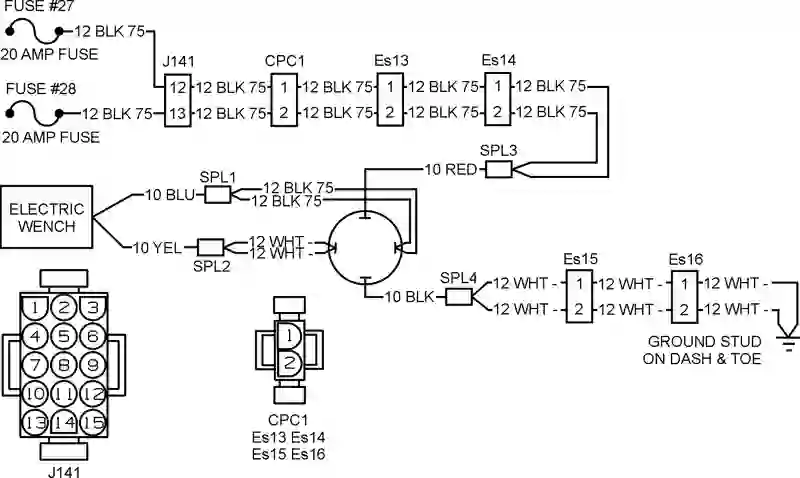 FUSE #27
12 BLK 75
20 AMP FUSE
J141 CPC1 Es13 Es14
12 12 BLK 75 1 12 BLK 75 1 12 BLK 75 1 12 BLK 75
FUSE #28
12 BLK 75 13 12 BLK 75 2 12 BLK 75 2 12 BLK 75 2 12 BLK 75
20 AMP FUSE
SPL3
10 RED
SPL1
12 BLK 75
10 BLU
12 BLK 75
ELECTRIC
WENCH
12 WHT -
10 YEL
12 WHT -
SPL2
Es15 Es16
SPL4
12 WHT - 1 12 WHT - 1 12 WHT -
10 BLK
12 WHT - 2 12 WHT - 2 12 WHT -
GROUND STUD
ON DASH & TOE
1 2 3
4 5 6
7 8 9
10 11 12
13 14 15
J141
1
2
CPC1
Es13 Es14
Es15 Es16